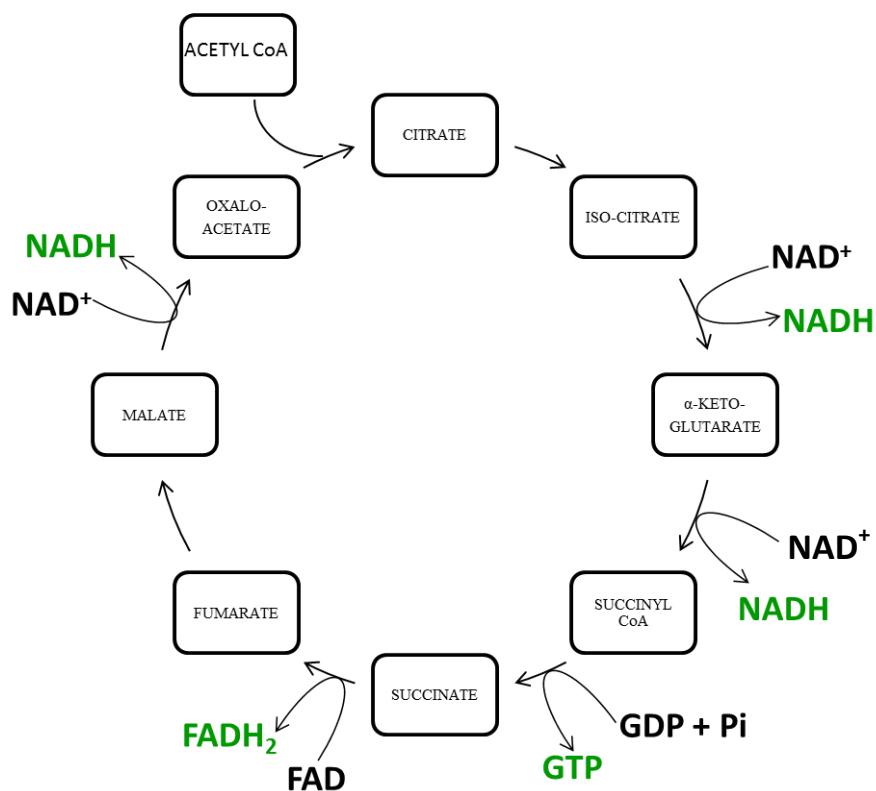 ACETYL CoA
CITRATE
OXALO-
ACETATE
ISO-CITRATE
NADH
NAD⁺
NAD⁺
NADH
MALATE
α-KETO-
GLUTARATE
NAD⁺
NADH
FUMARATE
SUCCINYL
CoA
SUCCINATE
FADH₂
FAD
GDP + Pi
GTP